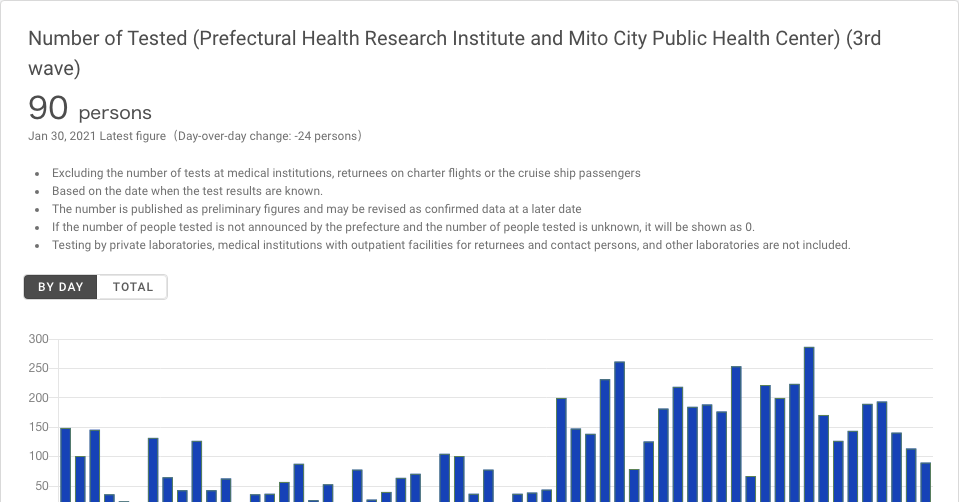 Number of Tested (Prefectural Health Research Institute and Mito City Public Health Center) (3rd
wave)
90 persons
Jan 30, 2021 Latest figure（Day-over-day change: -24 persons）
• Excluding the number of tests at medical institutions, returnees on charter flights or the cruise ship passengers
• Based on the date when the test results are known.
• The number is published as preliminary figures and may be revised as confirmed data at a later date
• If the number of people tested is not announced by the prefecture and the number of people tested is unknown, it will be shown as 0.
• Testing by private laboratories, medical institutions with outpatient facilities for returnees and contact persons, and other laboratories are not included.
BY DAY TOTAL
300
250
200
150
100
50